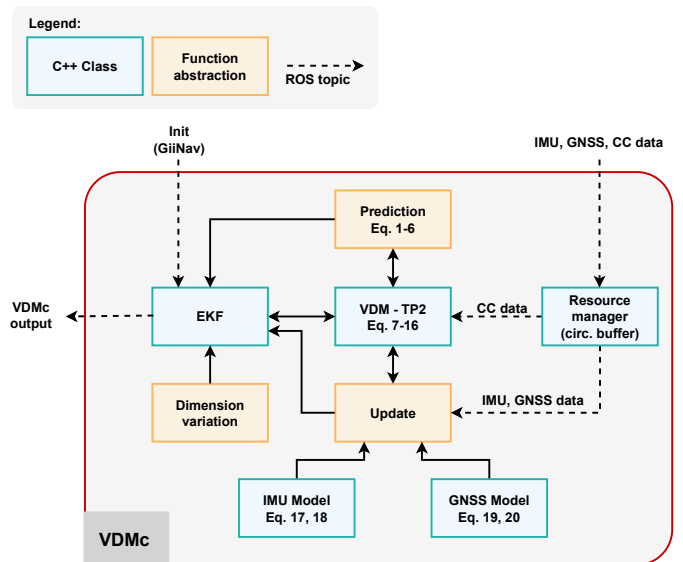 Legend:
C++ Class
Function
abstraction
ROS topic
Init
(GiiNav)
IMU, GNSS, CC data
Prediction
Eq. 1-6
VDMc
output
EKF
VDM - TP2
Eq. 7-16
CC data
Resource
manager
(circ. buffer)
Dimension
variation
Update
IMU, GNSS data
IMU Model
Eq. 17, 18
GNSS Model
Eq. 19, 20
VDMc